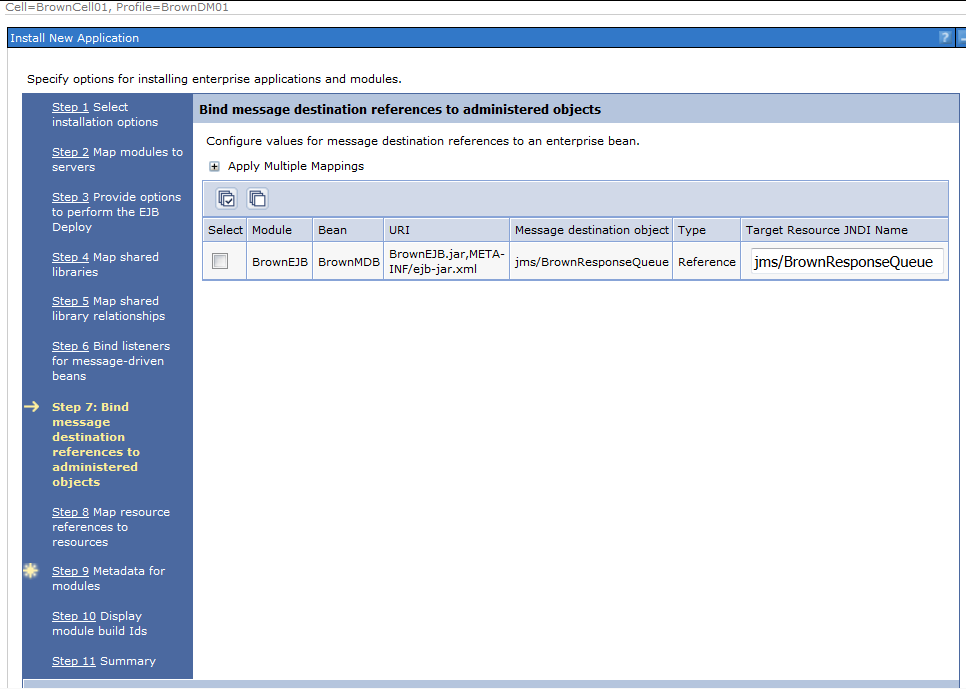 Cell=BrownCell01, Profile=BrownDM01
Install New Application
?
Specify options for installing enterprise applications and modules.
Step 1 Select
installation options
Step 2 Map modules to
servers
Step 3 Provide options
to perform the EJB
Deploy
Step 4 Map shared
libraries
Step 5 Map shared
library relationships
Step 6 Bind listeners
for message-driven
beans
Step 7: Bind
message
destination
references to
administered
objects
Step 8 Map resource
references to
resources
Step 9 Metadata for
modules
Step 10 Display
module build Ids
Step 11 Summary
Bind message destination references to administered objects
Configure values for message destination references to an enterprise bean.
Apply Multiple Mappings
Select Module Bean URI Message destination object Type Target Resource JNDI Name
BrownEJB BrownMDB BrownEJB.jar,META-
INF/ejb-jar.xml jms/BrownResponseQueue Reference jms/BrownResponseQueue